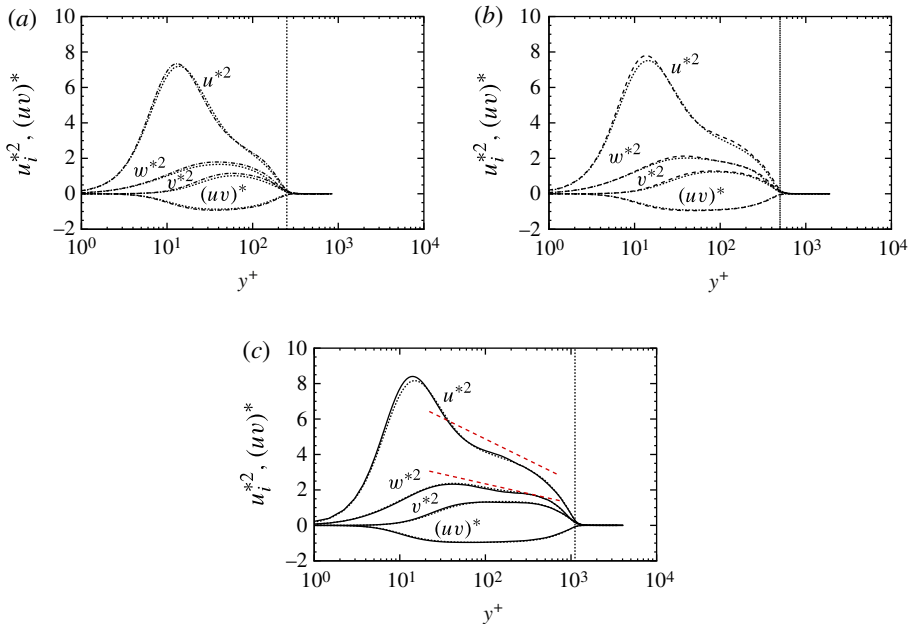 (a)
10
8
6
4
2
0
−2
u_i^{*2}, (uv)^*
u^{*2}
w^{*2}
v^{*2}
(uv)^*
10^0 10^1 10^2 10^3 10^4
y^+
(b)
10
8
6
4
2
0
−2
u_i^{*2}, (uv)^*
u^{*2}
w^{*2}
v^{*2}
(uv)^*
10^0 10^1 10^2 10^3 10^4
y^+
(c)
10
8
6
4
2
0
−2
u_i^{*2}, (uv)^*
u^{*2}
w^{*2}
v^{*2}
(uv)^*
10^0 10^1 10^2 10^3 10^4
y^+